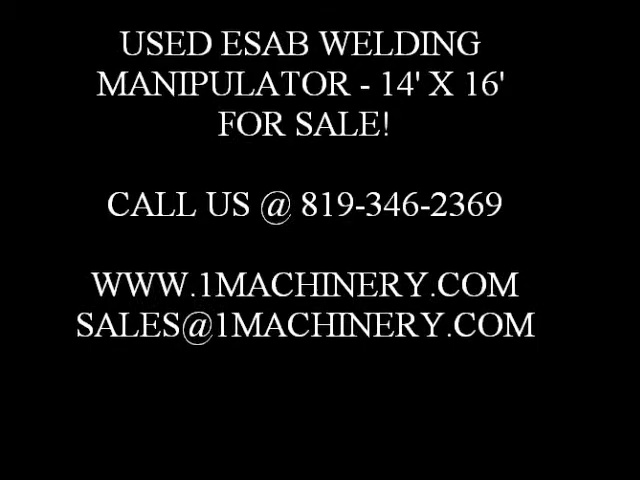 USED ESAB WELDING
MANIPULATOR - 14' X 16'
FOR SALE!
CALL US @ 819-346-2369
WWW.1MACHINERY.COM
SALES@1MACHINERY.COM